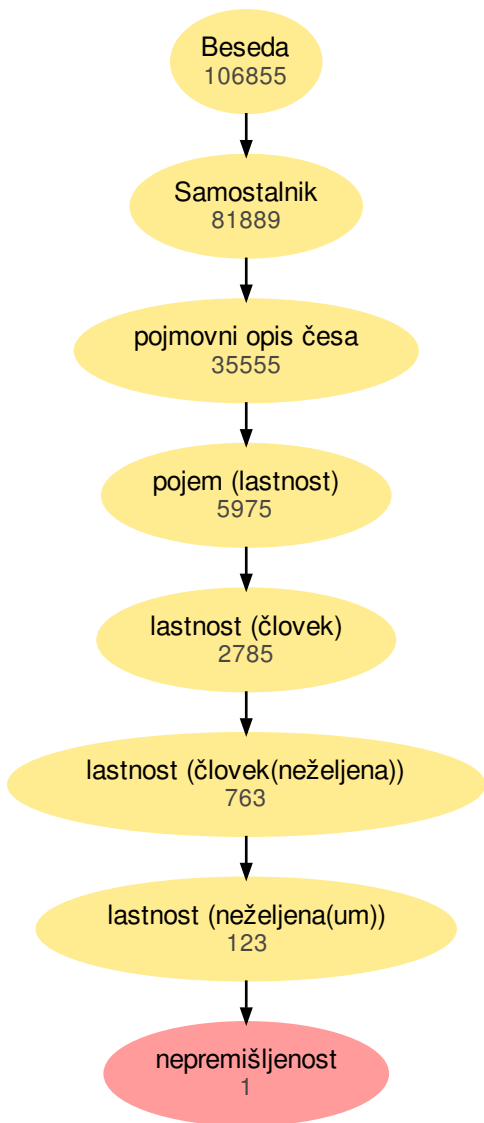 Beseda
106855
Samostalnik
81889
pojmovni opis česa
35555
pojem (lastnost)
5975
lastnost (človek)
2785
lastnost (človek(neželjena))
763
lastnost (neželjena(um))
123
nepremišljenost
1